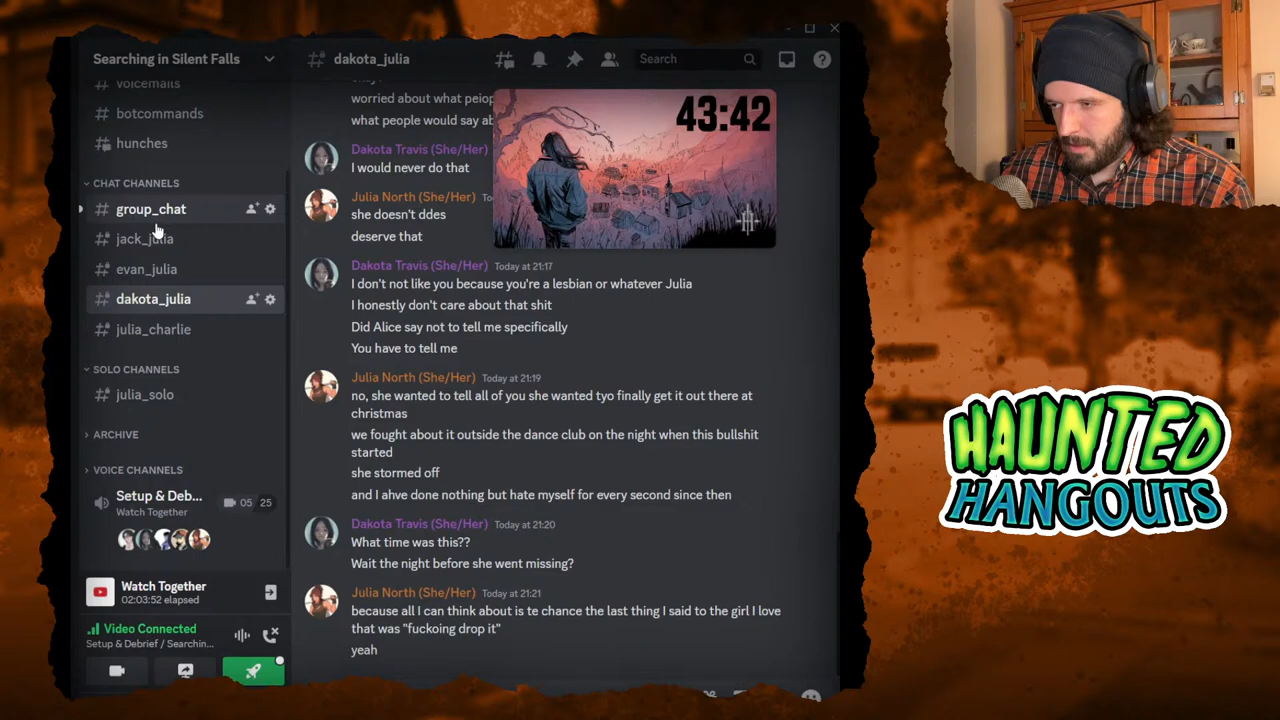 Searching in Silent Falls
dakota_julia
Search
voicemails
botcommands
hunches
CHAT CHANNELS
group_chat
jack_julia
evan_julia
dakota_julia
julia_charlie
SOLO CHANNELS
julia_solo
ARCHIVE
VOICE CHANNELS
Setup & Deb...
Watch Together
05 25
Watch Together
02:03:52 elapsed
Video Connected
Setup & Debrief / Searchin...
worried about what
what people would say
Dakota Travis (She/Her)
I would never do that
Julia North (She/Her)
she doesn't ddes
deserve that
43:42
Dakota Travis (She/Her) Today at 21:17
I don't not like you because you're a lesbian or whatever Julia
I honestly don't care about that shit
Did Alice say not to tell me specifically
You have to tell me
Julia North (She/Her) Today at 21:19
no, she wanted to tell all of you she wanted tyo finally get it out there at
christmas
we fought about it outside the dance club on the night when this bullshit
started
she stormed off
and I ahve done nothing but hate myself for every second since then
Dakota Travis (She/Her) Today at 21:20
What time was this??
Wait the night before she went missing?
Julia North (She/Her) Today at 21:21
because all I can think about is te chance the last thing I said to the girl I love
that was "fuckoing drop it"
yeah
HAUNTED
HANGOUTS